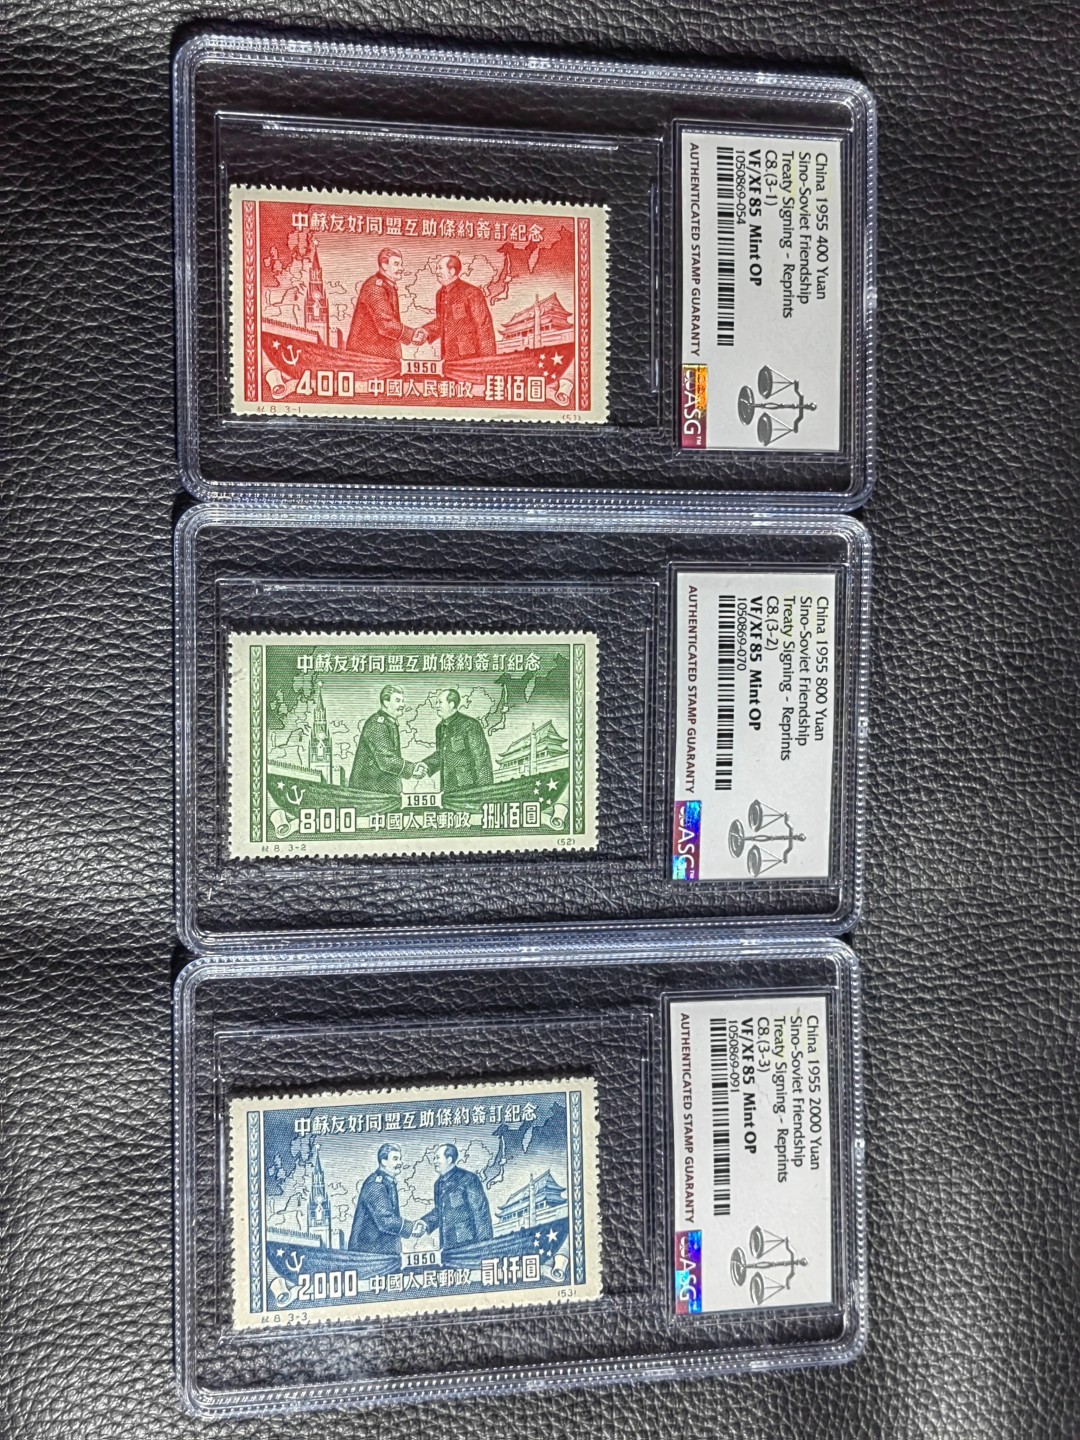 中蘇友好同盟互助條約簽訂紀念
1950
400 中國人民郵政 肆佰圓
紀 8. 3-1
(51)
China 1955 400 Yuan
Sino-Soviet Friendship
Treaty Signing - Reprints
C8.(3-1)
VF/XF 85 Mint OP
1050869-054
AUTHENTICATED STAMP GUARANTY
ASG™
中蘇友好同盟互助條約簽訂紀念
1950
800 中國人民郵政 捌佰圓
紀 8. 3-2
(52)
China 1955 800 Yuan
Sino-Soviet Friendship
Treaty Signing - Reprints
C8.(3-2)
VF/XF 85 Mint OP
1050869-070
AUTHENTICATED STAMP GUARANTY
ASG™
中蘇友好同盟互助條約簽訂紀念
1950
2000 中國人民郵政 貳仟圓
紀 8. 3-3
(53)
China 1955 2000 Yuan
Sino-Soviet Friendship
Treaty Signing - Reprints
C8.(3-3)
VF/XF 85 Mint OP
1050869-091
AUTHENTICATED STAMP GUARANTY
ASG™